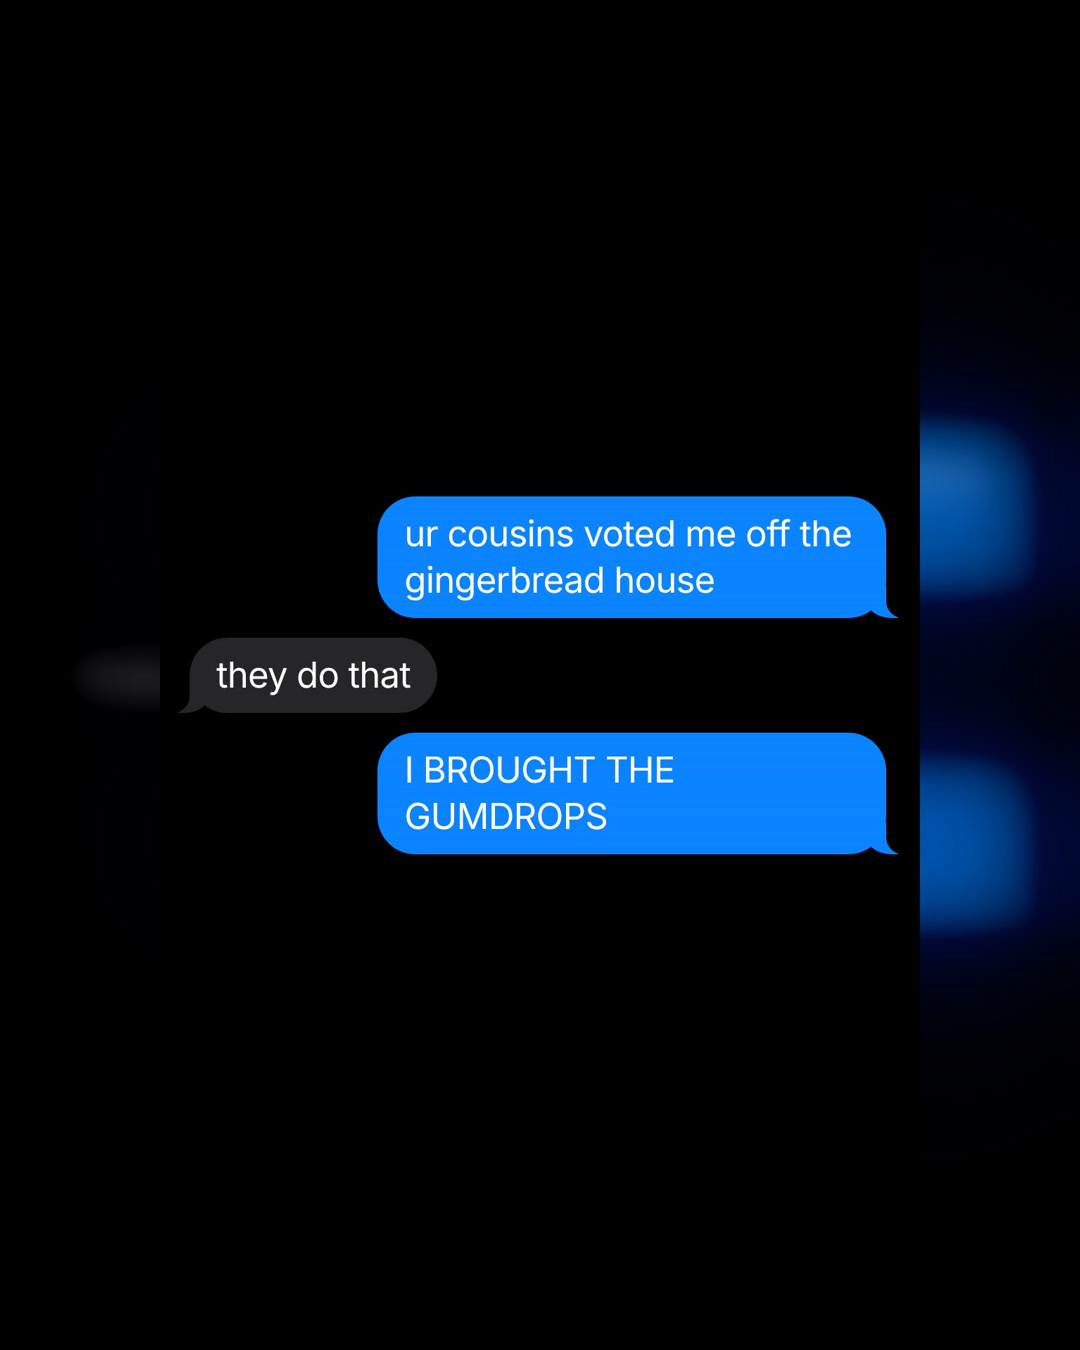 ur cousins voted me off the
gingerbread house
they do that
I BROUGHT THE
GUMDROPS